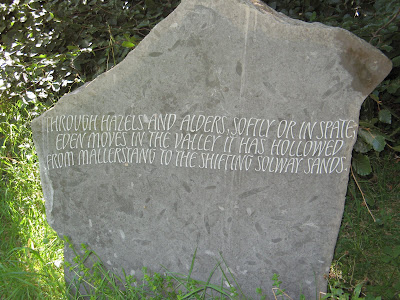 THROUGH HAZELS AND ALDERS, SOFTLY OR IN SPATE,
EDEN MOVES IN THE VALLEY IT HAS HOLLOWED
FROM MALLERSTANG TO THE SHIFTING SOLWAY SANDS.